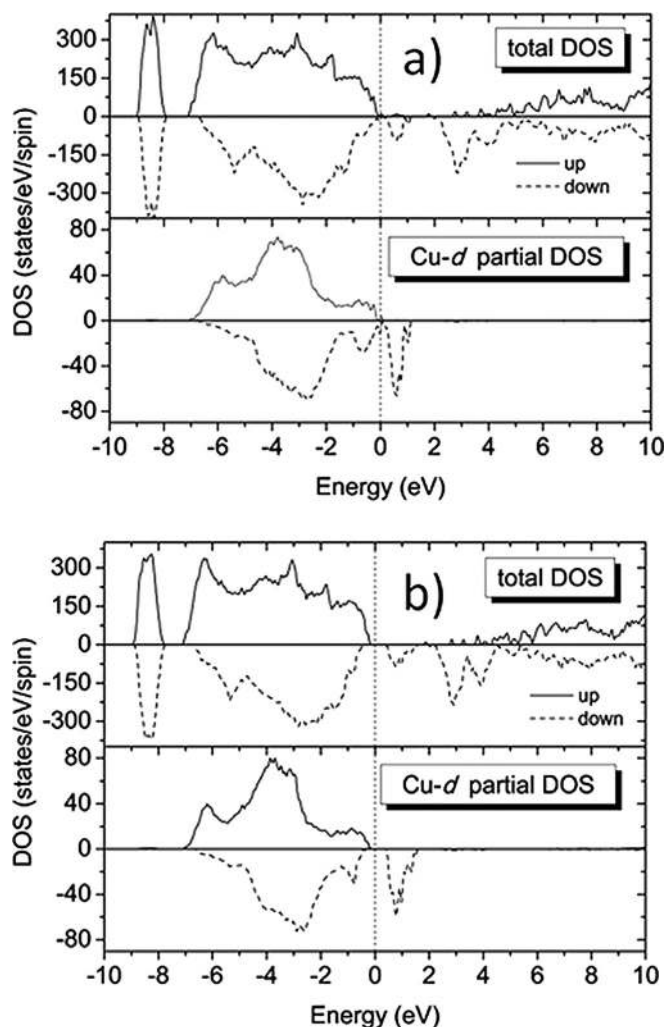 300
150
0
-150
-300
a)
total DOS
up
down
80
40
0
-40
-80
Cu-d partial DOS
DOS (states/eV/spin)
-10 -8 -6 -4 -2 0 2 4 6 8 10
Energy (eV)
300
150
0
-150
-300
b)
total DOS
up
down
80
40
0
-40
-80
Cu-d partial DOS
DOS (states/eV/spin)
-10 -8 -6 -4 -2 0 2 4 6 8 10
Energy (eV)